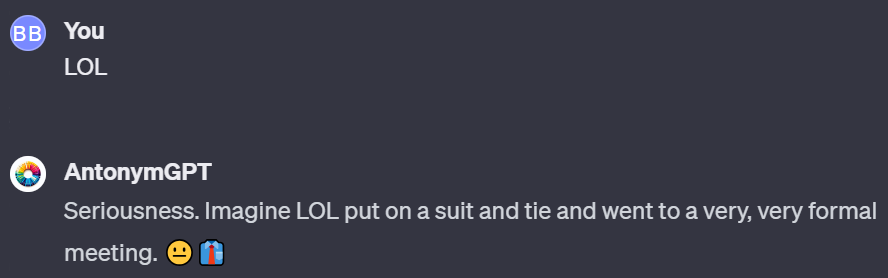 BB You
LOL
AntonymGPT
Seriousness. Imagine LOL put on a suit and tie and went to a very, very formal
meeting. 😐👔